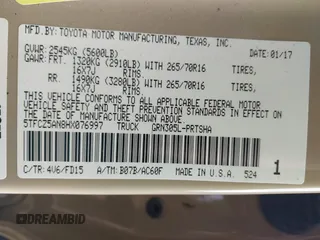 MFD.BY: TOYOTA MOTOR MANUFACTURING, TEXAS, INC.
GVWR: 2545KG (5600LB) DATE: 01/17
GAWR: FRT. 1320KG (2910LB) WITH 265/70R16 TIRES,
16X7J RIMS
RR. 1490KG (3280LB) WITH 265/70R16 TIRES,
16X7J RIMS
THIS VEHICLE CONFORMS TO ALL APPLICABLE FEDERAL MOTOR
VEHICLE SAFETY AND THEFT PREVENTION STANDARDS IN EFFECT
ON THE DATE OF MANUFACTURE SHOWN ABOVE.
5TFCZ5AN8HX076997 TRUCK GRN305L-PRTSHA
C/TR: 4V6/FD15 A/TM: B07B/AC60F MADE IN U.S.A. 524
1
DREAMBID